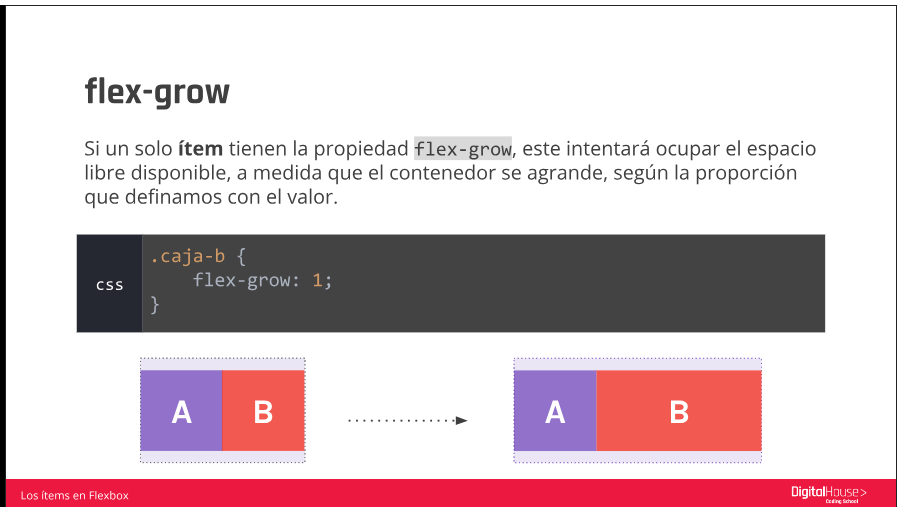 flex-grow
Si un solo ítem tienen la propiedad flex-grow, este intentará ocupar el espacio
libre disponible, a medida que el contenedor se agrande, según la proporción
que definamos con el valor.
css
.caja-b {
flex-grow: 1;
}
A B A B
Los ítems en Flexbox
DigitalHouse>
Coding School